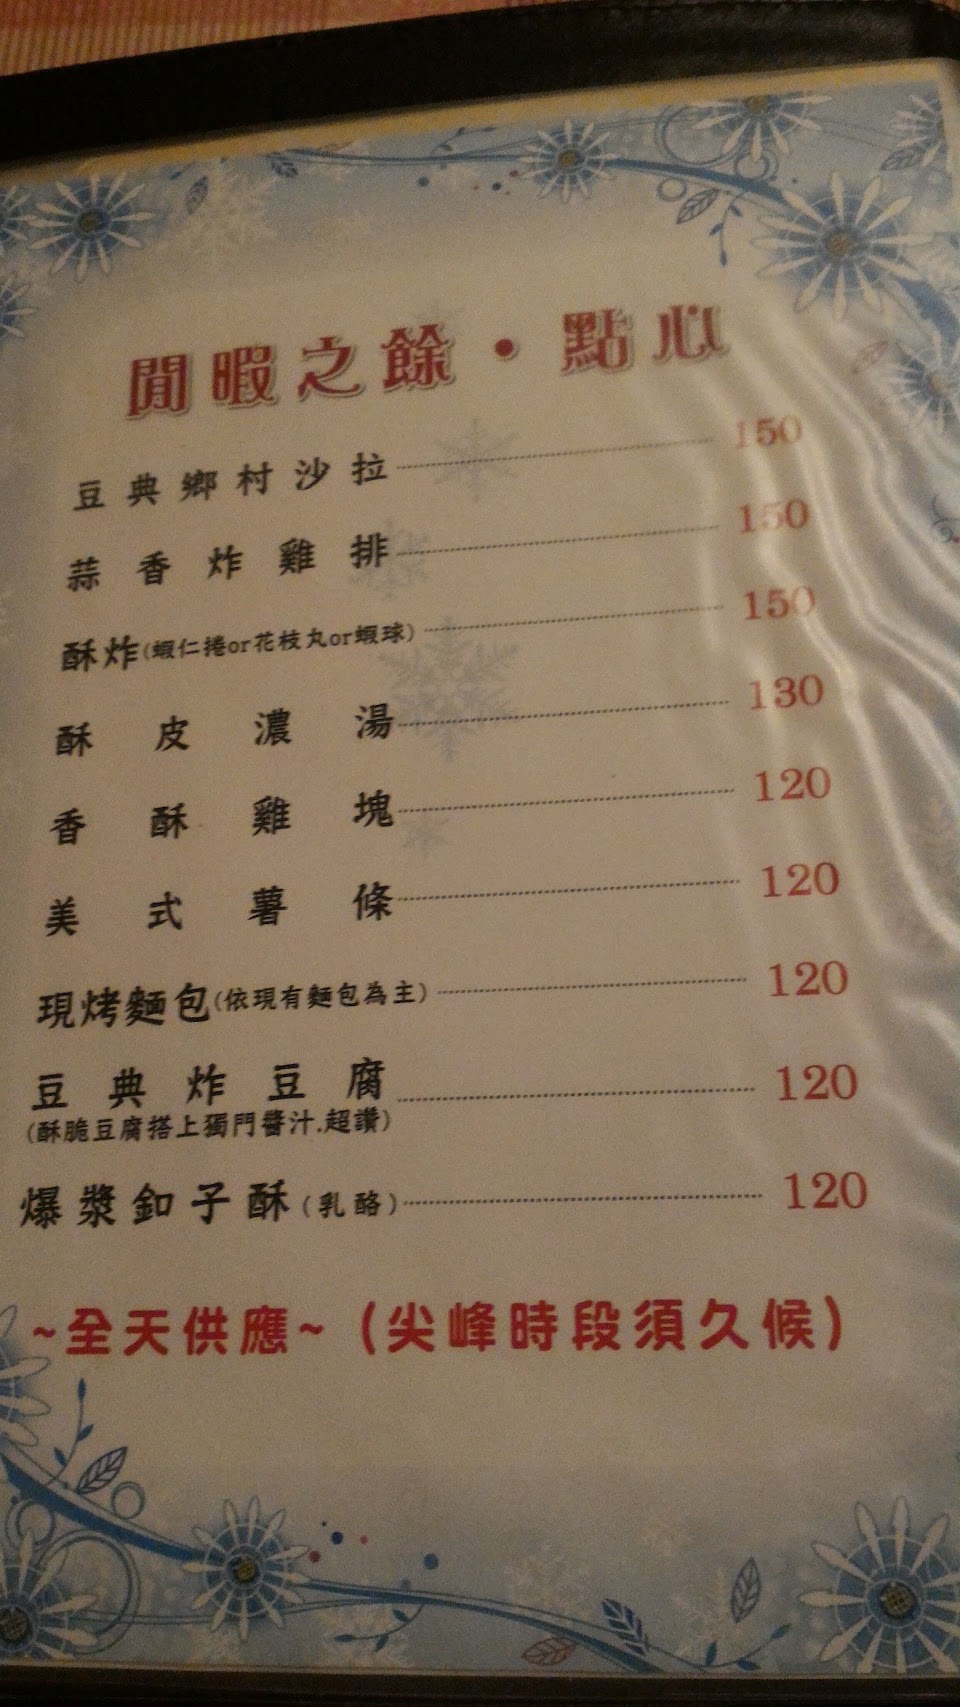 閒暇之餘・點心
豆典鄉村沙拉 150
蒜香炸雞排 150
酥炸(蝦仁捲or花枝丸or蝦球) 150
酥皮濃湯 130
香酥雞塊 120
美式薯條 120
現烤麵包(依現有麵包為主) 120
豆典炸豆腐 120
(酥脆豆腐搭上獨門醬汁.超讚)
爆漿釦子酥(乳酪) 120
~全天供應~(尖峰時段須久候)